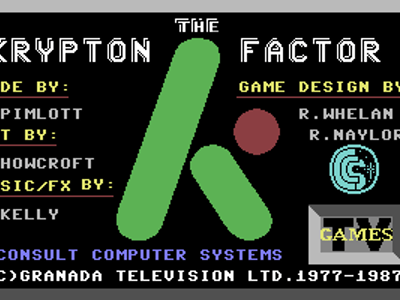 THE
KRYPTON FACTOR
DE BY:
GAME DESIGN BY
PIMLOTT
R.WHELAN
T BY:
R.NAYLOR
HOWCROFT
SIC/FX BY:
KELLY
TV
GAMES
CONSULT COMPUTER SYSTEMS
C)GRANADA TELEVISION LTD.1977-1987